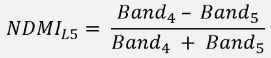 NDMI_L5 = (Band_4 – Band_5) / (Band_4 + Band_5)